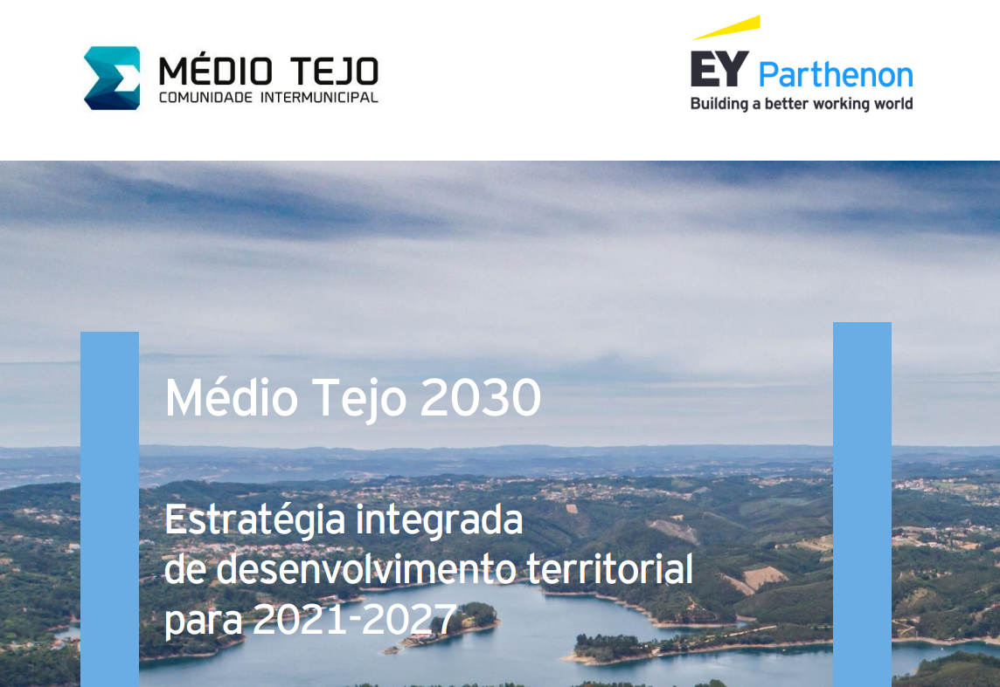 MÉDIO TEJO
COMUNIDADE INTERMUNICIPAL
EY Parthenon
Building a better working world
Médio Tejo 2030
Estratégia integrada
de desenvolvimento territorial
para 2021-2027